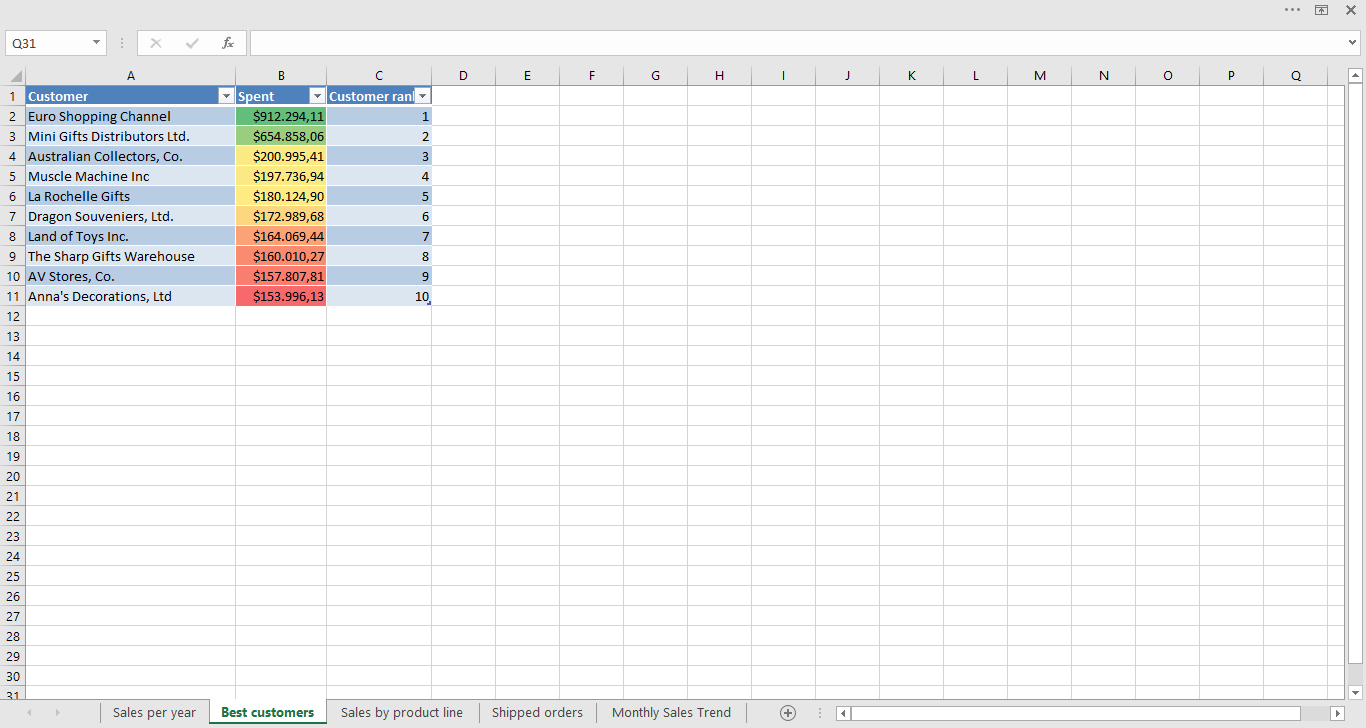 Q31
fx
A B C D E F G H I J K L M N O P Q
1 Customer Spent Customer ran
2 Euro Shopping Channel $912.294,11 1
3 Mini Gifts Distributors Ltd. $654.858,06 2
4 Australian Collectors, Co. $200.995,41 3
5 Muscle Machine Inc $197.736,94 4
6 La Rochelle Gifts $180.124,90 5
7 Dragon Souveniers, Ltd. $172.989,68 6
8 Land of Toys Inc. $164.069,44 7
9 The Sharp Gifts Warehouse $160.010,27 8
10 AV Stores, Co. $157.807,81 9
11 Anna's Decorations, Ltd $153.996,13 10
12
13
14
15
16
17
18
19
20
21
22
23
24
25
26
27
28
29
30
31
Sales per year Best customers Sales by product line Shipped orders Monthly Sales Trend